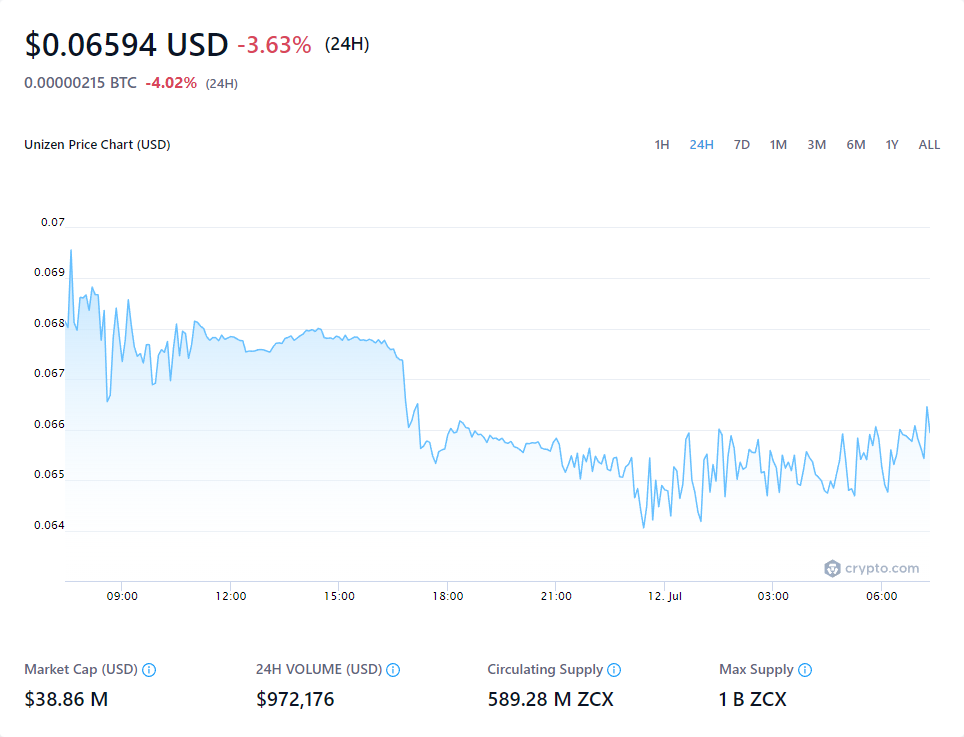 $0.06594 USD -3.63% (24H)
0.00000215 BTC -4.02% (24H)
Unizen Price Chart (USD) 1H 24H 7D 1M 3M 6M 1Y ALL
0.07
0.069
0.068
0.067
0.066
0.065
0.064
crypto.com
09:00 12:00 15:00 18:00 21:00 12. Jul 03:00 06:00
Market Cap (USD) 24H VOLUME (USD) Circulating Supply Max Supply
$38.86 M $972,176 589.28 M ZCX 1 B ZCX